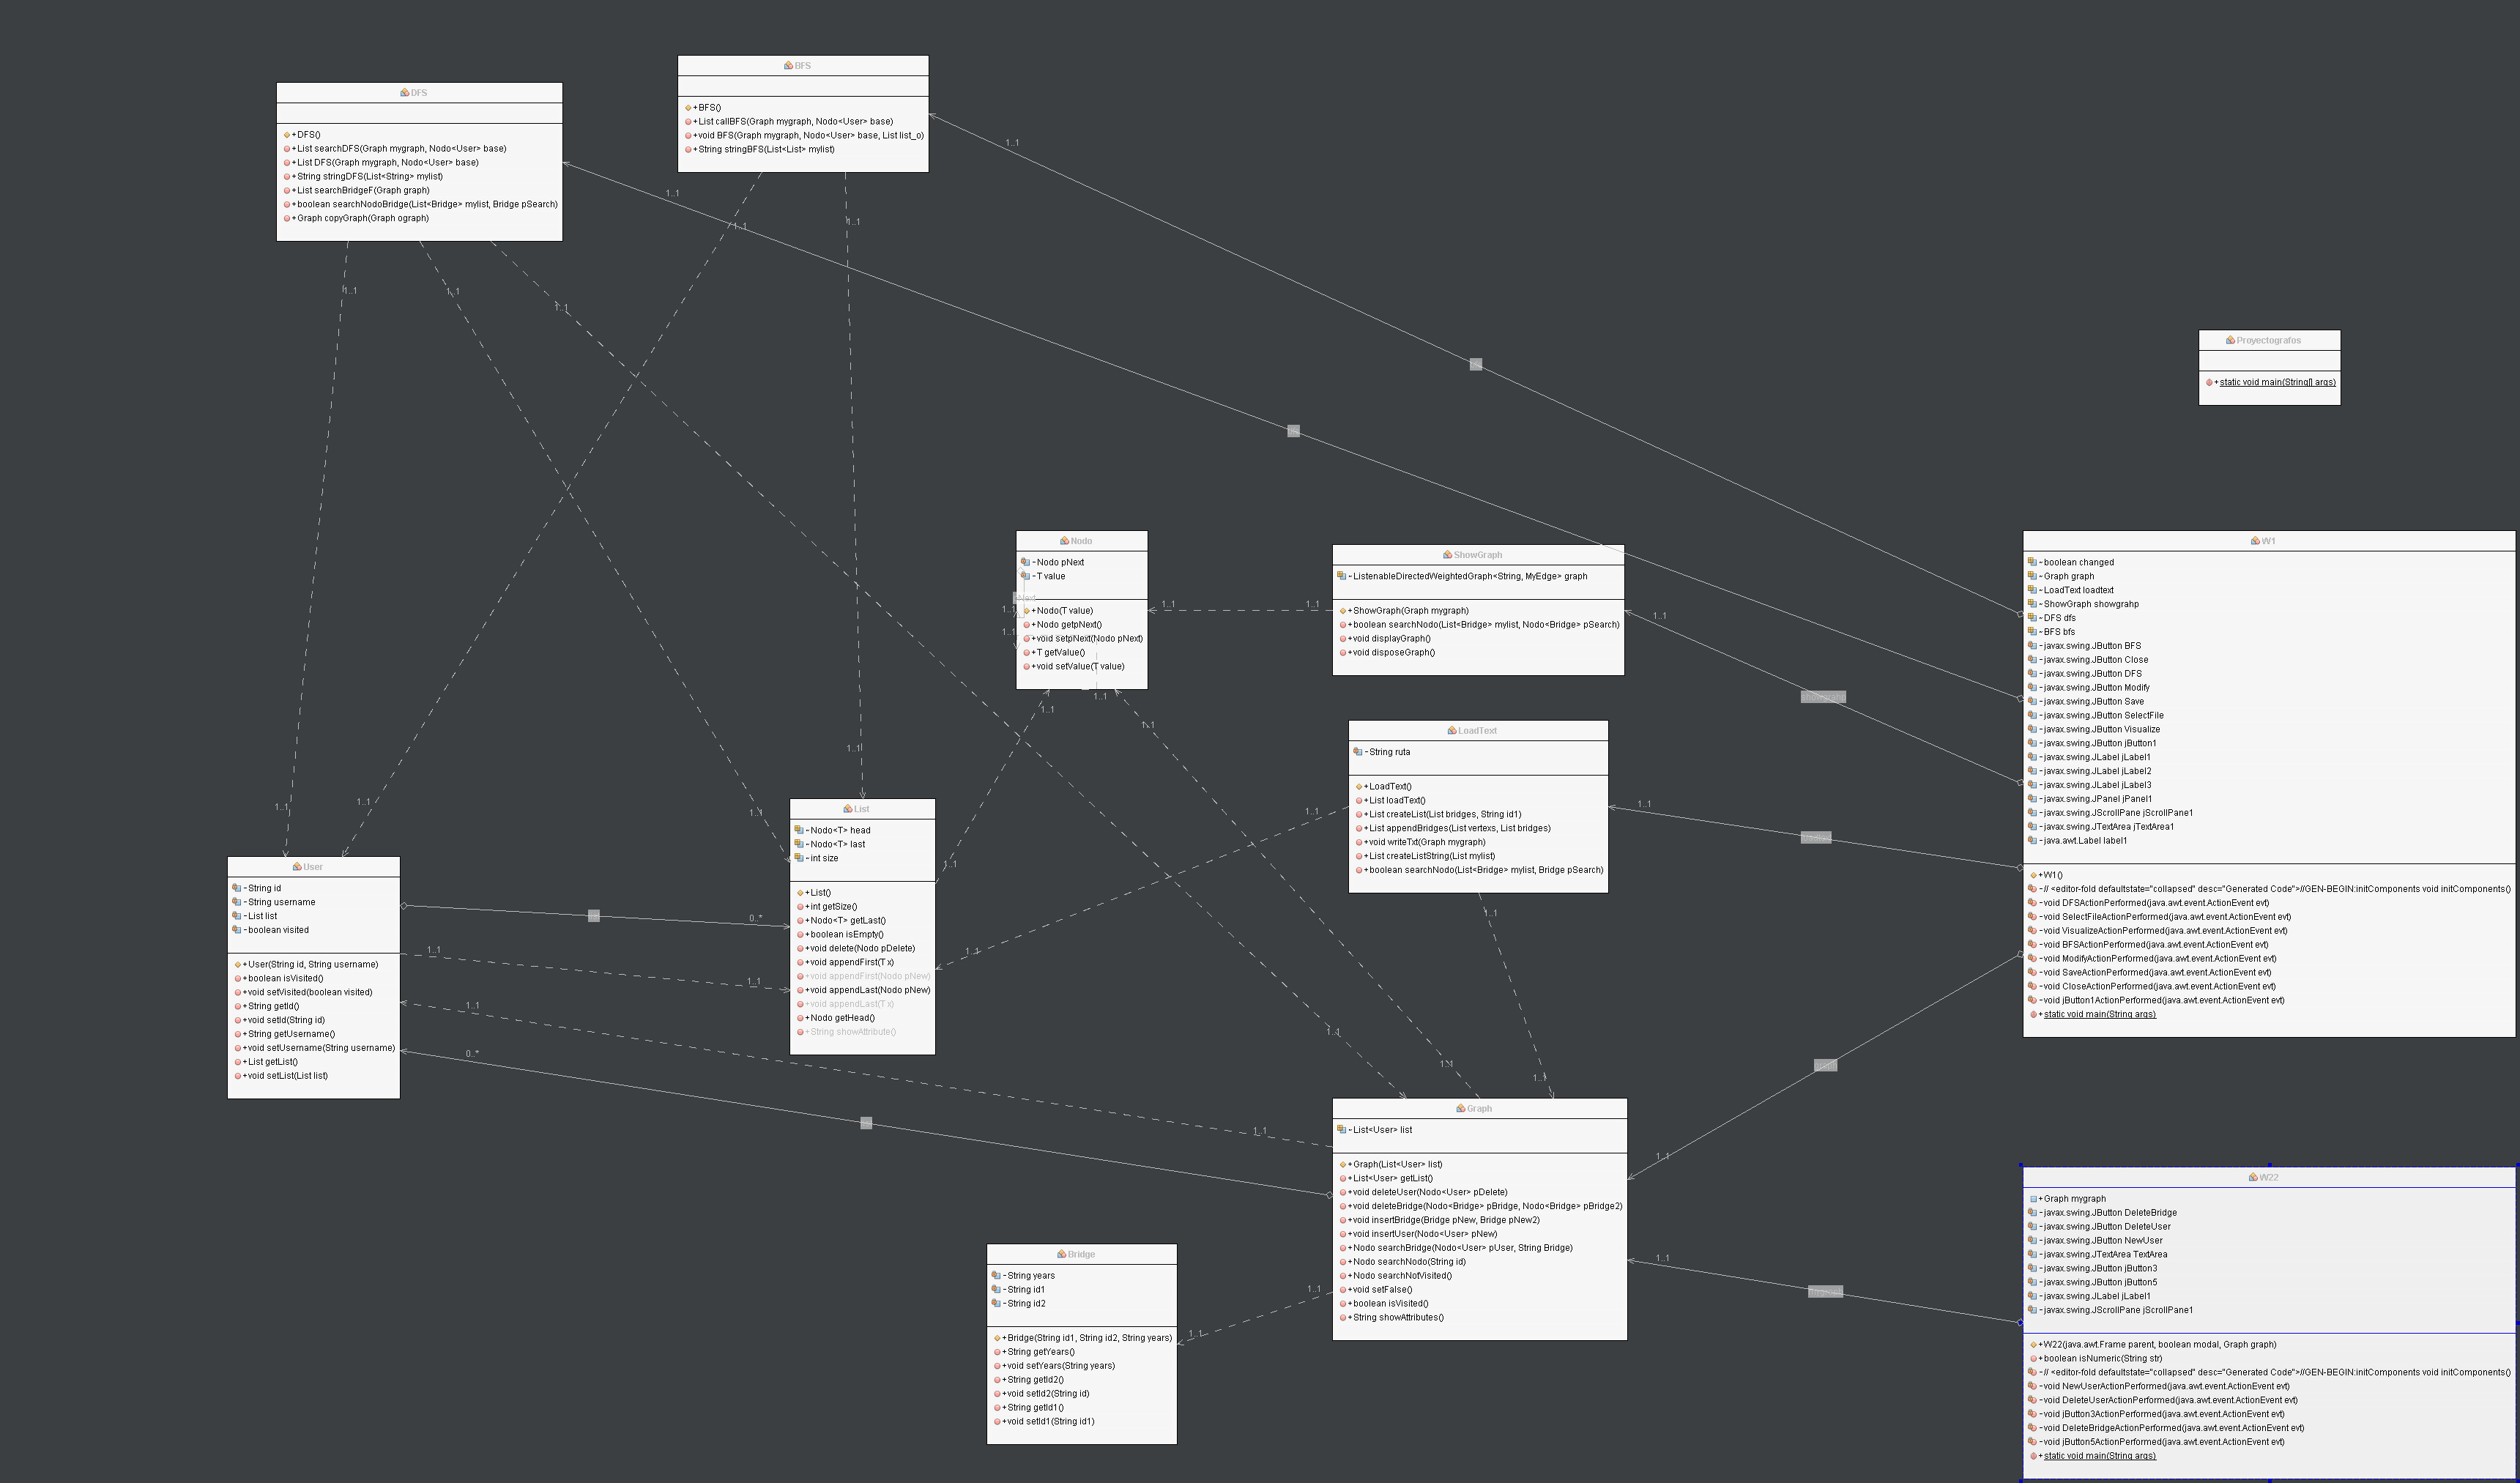 BFS
+BFS()
+List callBFS(Graph mygraph, Nodo<User> base)
+void BFS(Graph mygraph, Nodo<User> base, List list_o)
+String stringBFS(List<List> mylist)
DFS
+DFS()
+List searchDFS(Graph mygraph, Nodo<User> base)
+List DFS(Graph mygraph, Nodo<User> base)
+String stringDFS(List<String> mylist)
+List searchBridgeF(Graph graph)
+boolean searchNodoBridge(List<Bridge> mylist, Bridge pSearch)
+Graph copyGraph(Graph ograph)
1..1
1..1
1..1
1..1
1..1
1..1
1..1
Proyectografos
+static void main(String[] args)
Nodo
-Nodo pNext
-T value
+Nodo(T value)
+Nodo getpNext()
+void setpNext(Nodo pNext)
+T getValue()
+void setValue(T value)
1..1
1..1
1..1
1..1
1..1
1..1
ShowGraph
-ListenableDirectedWeightedGraph<String, MyEdge> graph
+ShowGraph(Graph mygraph)
+boolean searchNodo(List<Bridge> mylist, Nodo<Bridge> pSearch)
+void displayGraph()
+void disposeGraph()
1..1
1..1
W1
-boolean changed
-Graph graph
-LoadText loadtext
-ShowGraph showgrahp
-DFS dfs
-BFS bfs
-javax.swing.JButton BFS
-javax.swing.JButton Close
-javax.swing.JButton DFS
-javax.swing.JButton Modify
-javax.swing.JButton Save
-javax.swing.JButton SelectFile
-javax.swing.JButton Visualize
-javax.swing.JButton jButton1
-javax.swing.JLabel jLabel1
-javax.swing.JLabel jLabel2
-javax.swing.JLabel jLabel3
-javax.swing.JPanel jPanel1
-javax.swing.JScrollPane jScrollPane1
-javax.swing.JTextArea jTextArea1
-java.awt.Label label1
+W1()
-// <editor-fold defaultstate="collapsed" desc="Generated Code">//GEN-BEGIN:initComponents void initComponents()
-void DFSActionPerformed(java.awt.event.ActionEvent evt)
-void SelectFileActionPerformed(java.awt.event.ActionEvent evt)
-void VisualizeActionPerformed(java.awt.event.ActionEvent evt)
-void BFSActionPerformed(java.awt.event.ActionEvent evt)
-void ModifyActionPerformed(java.awt.event.ActionEvent evt)
-void SaveActionPerformed(java.awt.event.ActionEvent evt)
-void CloseActionPerformed(java.awt.event.ActionEvent evt)
-void jButton1ActionPerformed(java.awt.event.ActionEvent evt)
+static void main(String args)
LoadText
-String ruta
+LoadText()
+List loadText()
+List createList(List bridges, String id1)
+List appendBridges(List vertexs, List bridges)
+void writeTxt(Graph mygraph)
+List createListString(List mylist)
+boolean searchNodo(List<Bridge> mylist, Bridge pSearch)
1..1
1..1
1..1
1..1
1..1
1..1
1..1
1..1
List
-Nodo<T> head
-Nodo<T> last
-int size
+List()
+int getSize()
+Nodo<T> getLast()
+boolean isEmpty()
+void delete(Nodo pDelete)
+void appendFirst(T x)
+void appendFirst(Nodo pNew)
+void appendLast(Nodo pNew)
+void appendLast(T x)
+Nodo getHead()
+String showAttribute()
User
-String id
-String username
-List list
-boolean visited
+User(String id, String username)
+boolean isVisited()
+void setVisited(boolean visited)
+String getId()
+void setId(String id)
+String getUsername()
+void setUsername(String username)
+List getList()
+void setList(List list)
0..*
1..1
1..1
1..1
0..*
1..1
1..1
1..1
1..1
1..1
1..1
Graph
-List<User> list
+Graph(List<User> list)
+List<User> getList()
+void deleteUser(Nodo<User> pDelete)
+void deleteBridge(Nodo<Bridge> pBridge, Nodo<Bridge> pBridge2)
+void insertBridge(Bridge pNew, Bridge pNew2)
+void insertUser(Nodo<User> pNew)
+Nodo searchBridge(Nodo<User> pUser, String Bridge)
+Nodo searchNodo(String id)
+Nodo searchNotVisited()
+void setFalse()
+boolean isVisited()
+String showAttributes()
1..1
1..1
1..1
1..1
Bridge
-String years
-String id1
-String id2
+Bridge(String id1, String id2, String years)
+String getYears()
+void setYears(String years)
+String getId2()
+void setId2(String id)
+String getId1()
+void setId1(String id1)
W22
+Graph mygraph
-javax.swing.JButton DeleteBridge
-javax.swing.JButton DeleteUser
-javax.swing.JButton NewUser
-javax.swing.JTextArea TextArea
-javax.swing.JButton jButton3
-javax.swing.JButton jButton5
-javax.swing.JLabel jLabel1
-javax.swing.JScrollPane jScrollPane1
+W22(java.awt.Frame parent, boolean modal, Graph graph)
+boolean isNumeric(String str)
-// <editor-fold defaultstate="collapsed" desc="Generated Code">//GEN-BEGIN:initComponents void initComponents()
-void NewUserActionPerformed(java.awt.event.ActionEvent evt)
-void DeleteUserActionPerformed(java.awt.event.ActionEvent evt)
-void jButton3ActionPerformed(java.awt.event.ActionEvent evt)
-void DeleteBridgeActionPerformed(java.awt.event.ActionEvent evt)
-void jButton5ActionPerformed(java.awt.event.ActionEvent evt)
+static void main(String args)